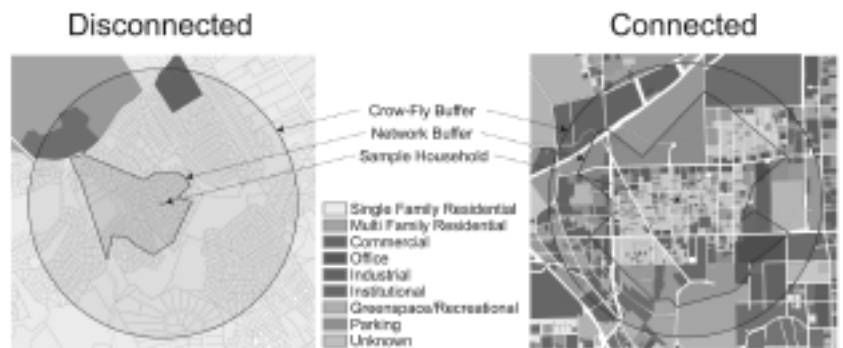 Disconnected
Connected
Crow-Fly Buffer
Network Buffer
Sample Household
Single Family Residential
Multi Family Residential
Commercial
Office
Industrial
Institutional
Greenspace/Recreational
Parking
Unknown